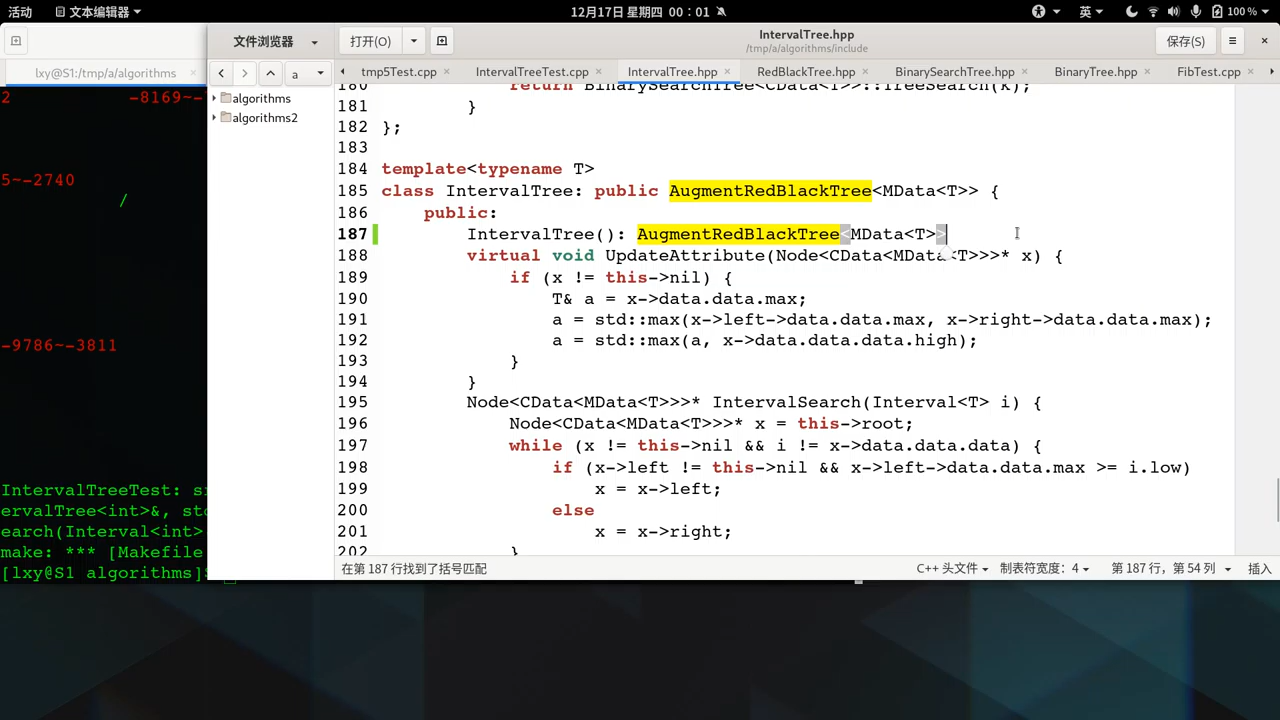 活动 文本编辑器 12月17日 星期四 00：01 英 100 %
文件浏览器 打开(O) IntervalTree.hpp /tmp/a/algorithms/include 保存(S)
lxy@S1:/tmp/a/algorithms × a tmp5Test.cpp × IntervalTreeTest.cpp × IntervalTree.hpp × RedBlackTree.hpp × BinarySearchTree.hpp × BinaryTree.hpp × FibTest.cpp ×
2 -8169~-
5~-2740
/
-9786~-3811
IntervalTreeTest: sr
ervalTree<int>&, std
earch(Interval<int>
make: *** [Makefile
[lxy@S1 algorithms]$
algorithms
algorithms2
180 return BinarySearchTree<CData<T>>::TreeSearch(k);
181 }
182 };
183
184 template<typename T>
185 class IntervalTree: public AugmentRedBlackTree<MData<T>> {
186 public:
187 IntervalTree(): AugmentRedBlackTree<MData<T>>
188 virtual void UpdateAttribute(Node<CData<MData<T>>>* x) {
189 if (x != this->nil) {
190 T& a = x->data.data.max;
191 a = std::max(x->left->data.data.max, x->right->data.data.max);
192 a = std::max(a, x->data.data.data.high);
193 }
194 }
195 Node<CData<MData<T>>>* IntervalSearch(Interval<T> i) {
196 Node<CData<MData<T>>>* x = this->root;
197 while (x != this->nil && i != x->data.data.data) {
198 if (x->left != this->nil && x->left->data.data.max >= i.low)
199 x = x->left;
200 else
201 x = x->right;
202 }
在第 187 行找到了括号匹配 C++ 头文件 制表符宽度：4 第 187 行，第 54 列 插入